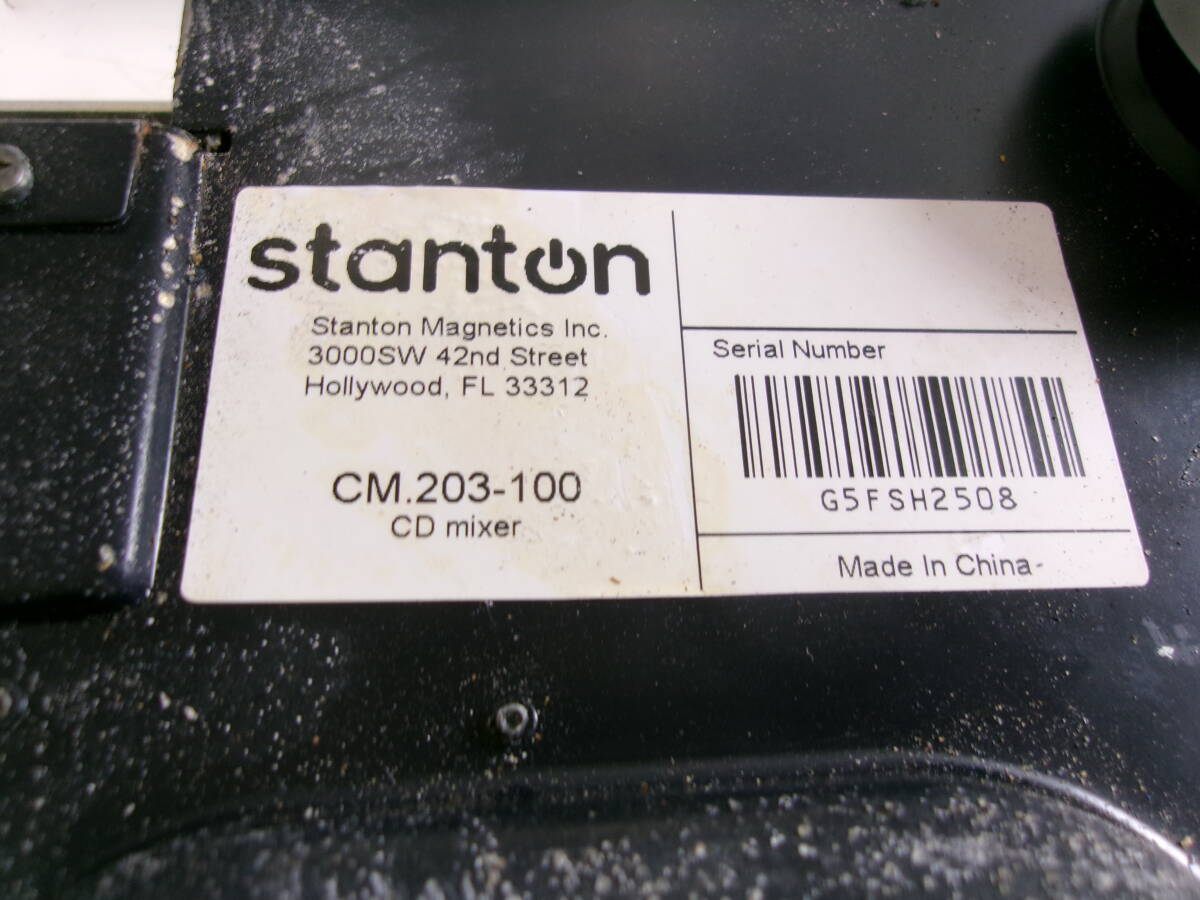 stanton
Stanton Magnetics Inc.
3000SW 42nd Street
Hollywood, FL 33312
CM.203-100
CD mixer
Serial Number
G5FSH2508
Made In China